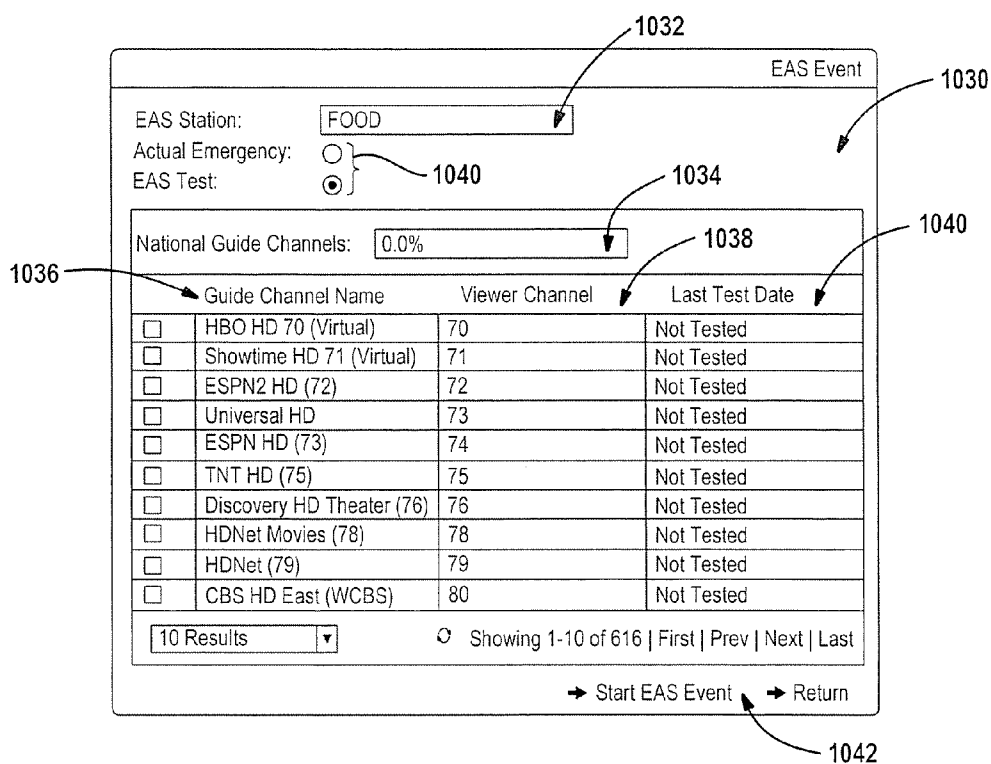 1032
EAS Event
1030
EAS Station: FOOD
Actual Emergency:
EAS Test:
1040
1034
National Guide Channels: 0.0%
1038
1040
1036
Guide Channel Name Viewer Channel Last Test Date
HBO HD 70 (Virtual) 70 Not Tested
Showtime HD 71 (Virtual) 71 Not Tested
ESPN2 HD (72) 72 Not Tested
Universal HD 73 Not Tested
ESPN HD (73) 74 Not Tested
TNT HD (75) 75 Not Tested
Discovery HD Theater (76) 76 Not Tested
HDNet Movies (78) 78 Not Tested
HDNet (79) 79 Not Tested
CBS HD East (WCBS) 80 Not Tested
10 Results Showing 1-10 of 616 | First | Prev | Next | Last
Start EAS Event Return
1042